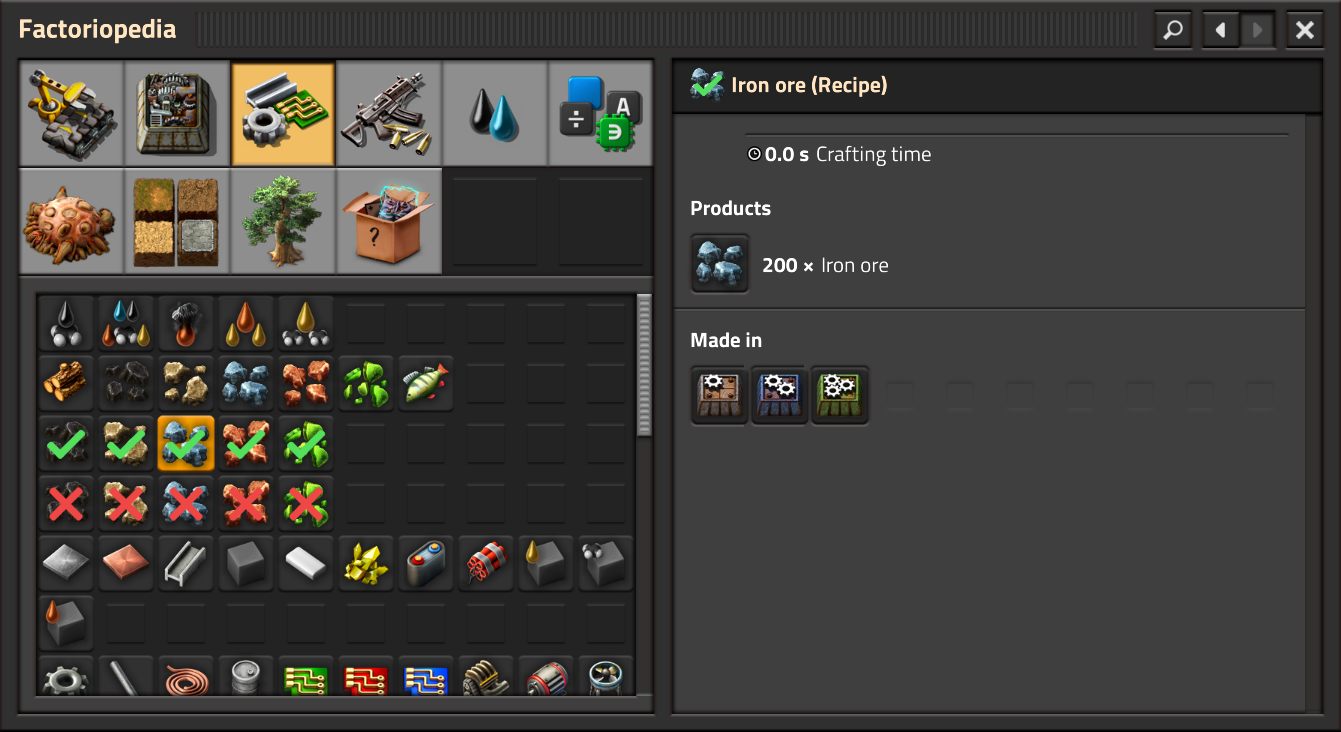 Factoriopedia
A
÷
?
Iron ore (Recipe)
0.0 s Crafting time
Products
200 × Iron ore
Made in